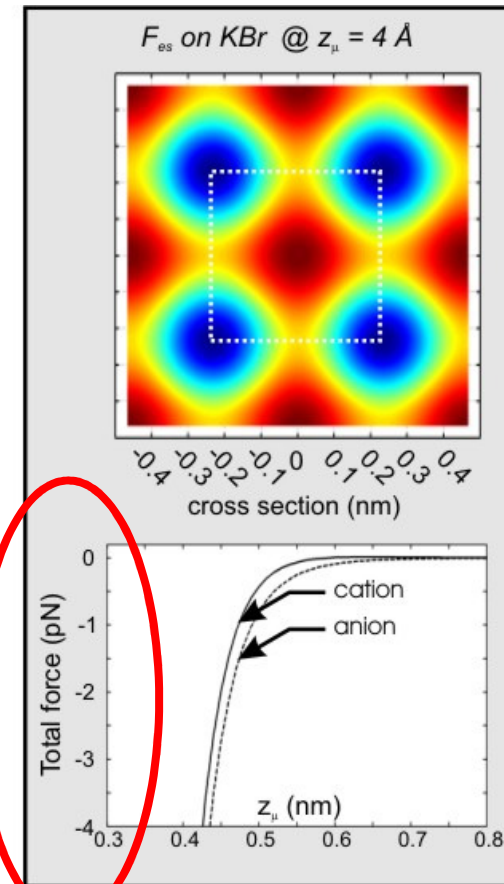 F_es on KBr @ z_μ = 4 Å
-0.4 -0.3 -0.2 -0.1 0 0.1 0.2 0.3 0.4
cross section (nm)
Total force (pN)
0
-1
-2
-3
-4
cation
anion
z_μ (nm)
0.3 0.4 0.5 0.6 0.7 0.8